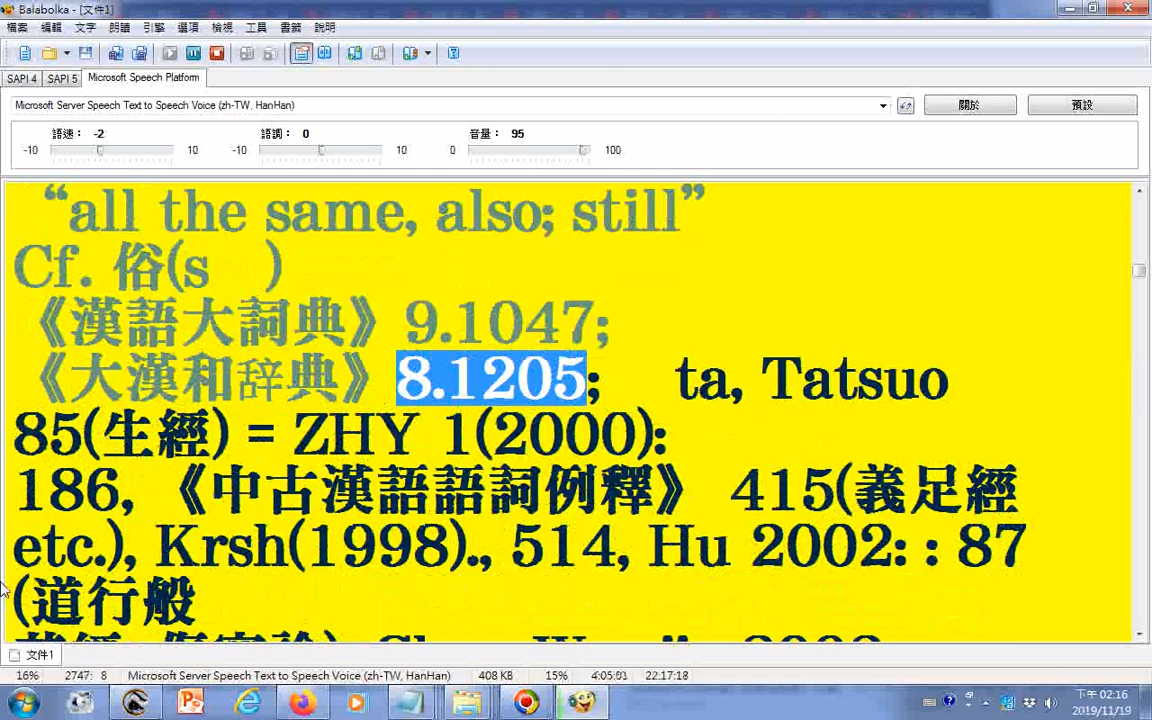 Balabolka - [文件1]
檔案 編輯 文字 朗讀 引擎 選項 檢視 工具 書籤 說明
SAPI 4 SAPI 5 Microsoft Speech Platform
Microsoft Server Speech Text to Speech Voice (zh-TW, HanHan) 關於 預設
語速： -2 語調： 0 音量： 95
-10 10 -10 10 0 100
“all the same, also; still”
Cf. 俗(s )
《漢語大詞典》 9.1047;
《大漢和辞典》 8.1205; ta, Tatsuo
85(生經) = ZHY 1(2000):
186, 《中古漢語語詞例釋》 415(義足經
etc.), Krsh(1998)., 514, Hu 2002: : 87
(道行般
文件1
16% 2747: 8 Microsoft Server Speech Text to Speech Voice (zh-TW, HanHan) 408 KB 15% 4:05:51 22:17:18
下午 02:16
2019/11/19